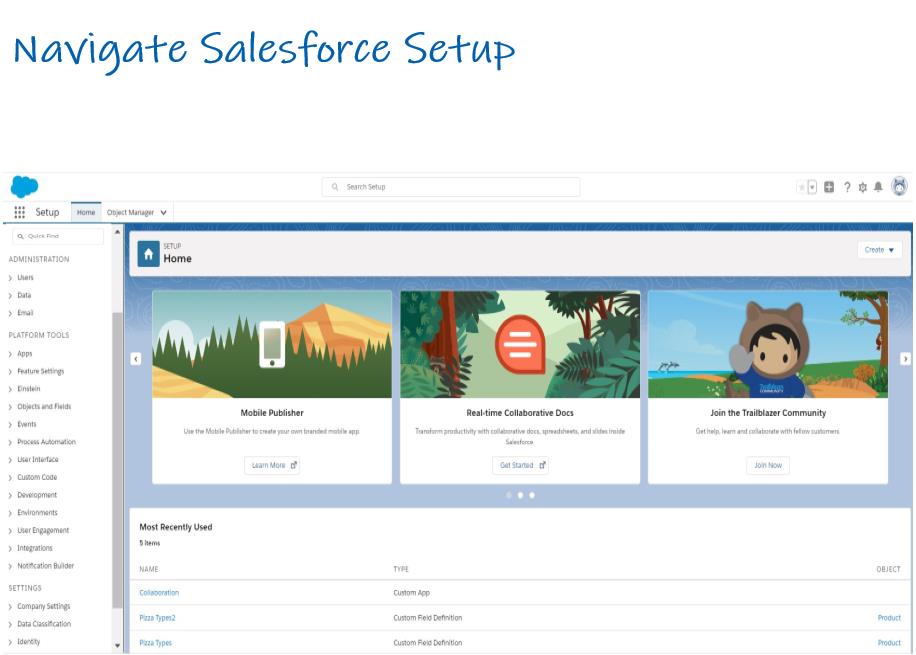 Navigate Salesforce Setup
Search Setup
Setup
Home
Object Manager
Quick Find
ADMINISTRATION
Users
Data
Email
PLATFORM TOOLS
Apps
Feature Settings
Einstein
Objects and Fields
Events
Process Automation
User Interface
Custom Code
Development
Environments
User Engagement
Integrations
Notification Builder
SETTINGS
Company Settings
Data Classification
Identity
SETUP
Home
Create
Mobile Publisher
Use the Mobile Publisher to create your own branded mobile app.
Learn More
Real-time Collaborative Docs
Transform productivity with collaborative docs, spreadsheets, and slides inside
Salesforce.
Get Started
Trailblazer
COMMUNITY
Join the Trailblazer Community
Get help, learn and collaborate with fellow customers.
Join Now
Most Recently Used
5 items
NAME TYPE OBJECT
Collaboration Custom App
Pizza Types2 Custom Field Definition Product
Pizza Types Custom Field Definition Product